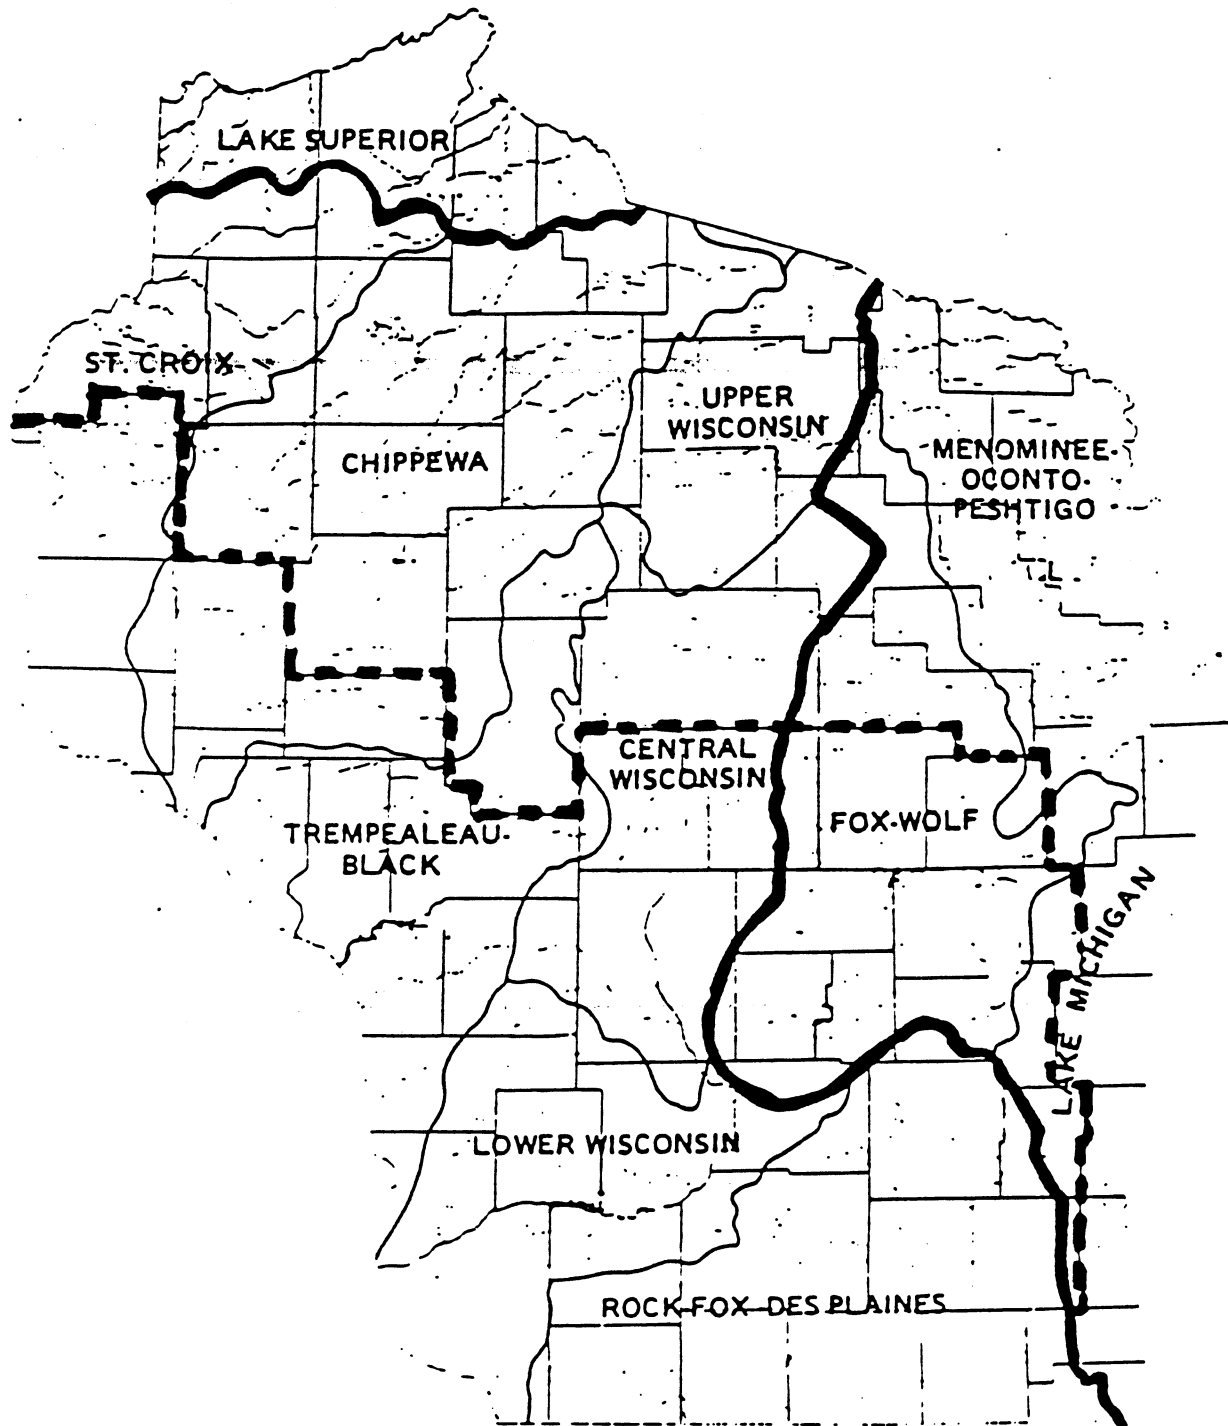 LAKE SUPERIOR
ST. CROIX
UPPER
WISCONSIN
CHIPPEWA
MENOMINEE-
OCONTO-
PESHTIGO
CENTRAL
WISCONSIN
FOX-WOLF
TREMPEALEAU-
BLACK
LAKE MICHIGAN
LOWER WISCONSIN
ROCK-FOX-DES PLAINES